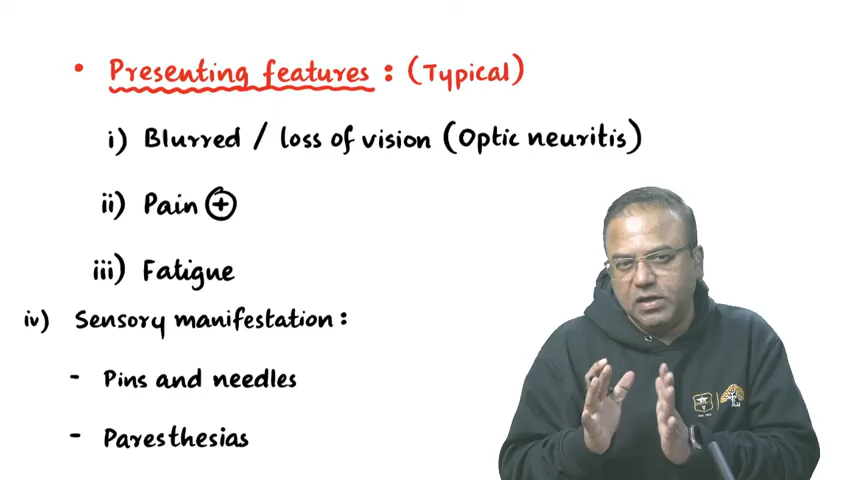 • Presenting features : (Typical)
i) Blurred / loss of vision (Optic neuritis)
ii) Pain ⊕
iii) Fatigue
iv) Sensory manifestation :
- Pins and needles
- Paresthesias